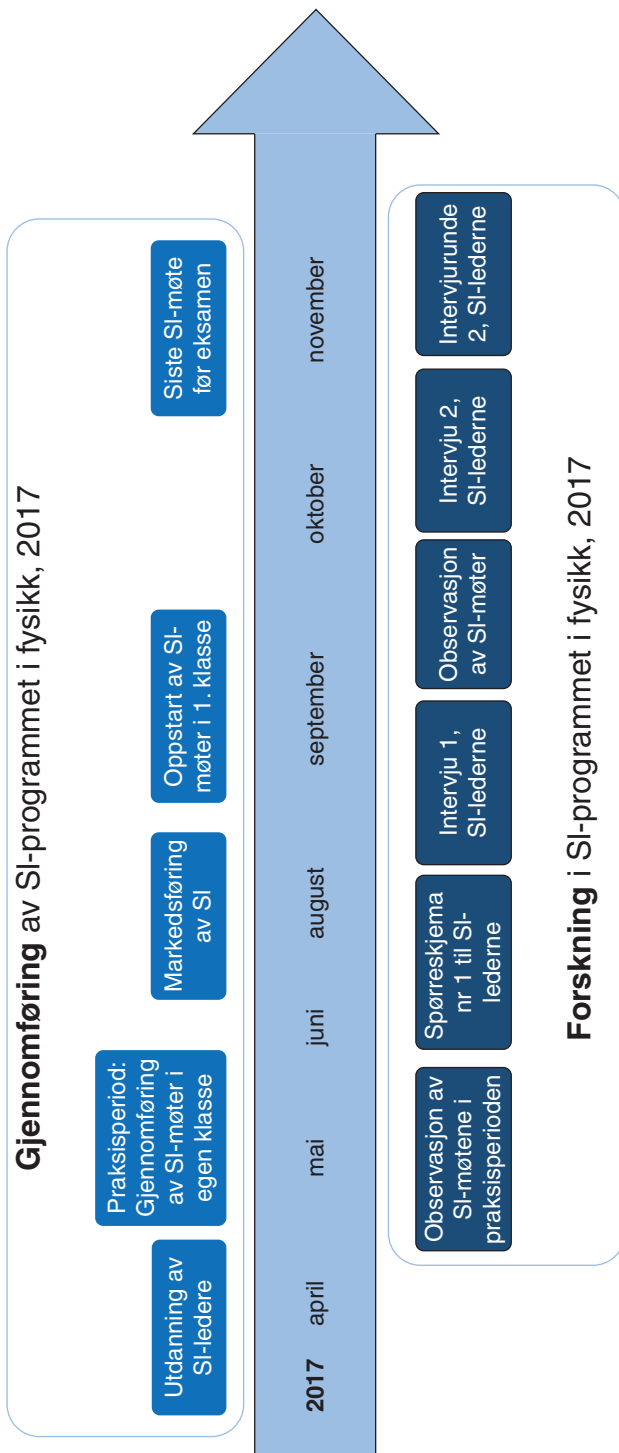 Gjennomføring av SI-programmet i fysikk, 2017
Utdanning av
SI-ledere
Praksisperiod:
Gjennomføring
av SI-møter i
egen klasse
Markedsføring
av SI
Oppstart av SI-
møter i 1. klasse
Siste SI-møte
før eksamen
2017
april
mai
juni
august
september
oktober
november
Observasjon av
SI-møtene i
praksisperioden
Spørreskjema
nr 1 til SI-
lederne
Intervju 1,
SI-lederne
Observasjon
av SI-møter
Intervju 2,
SI-lederne
Intervjurunde
2, SI-lederne
Forskning i SI-programmet i fysikk, 2017